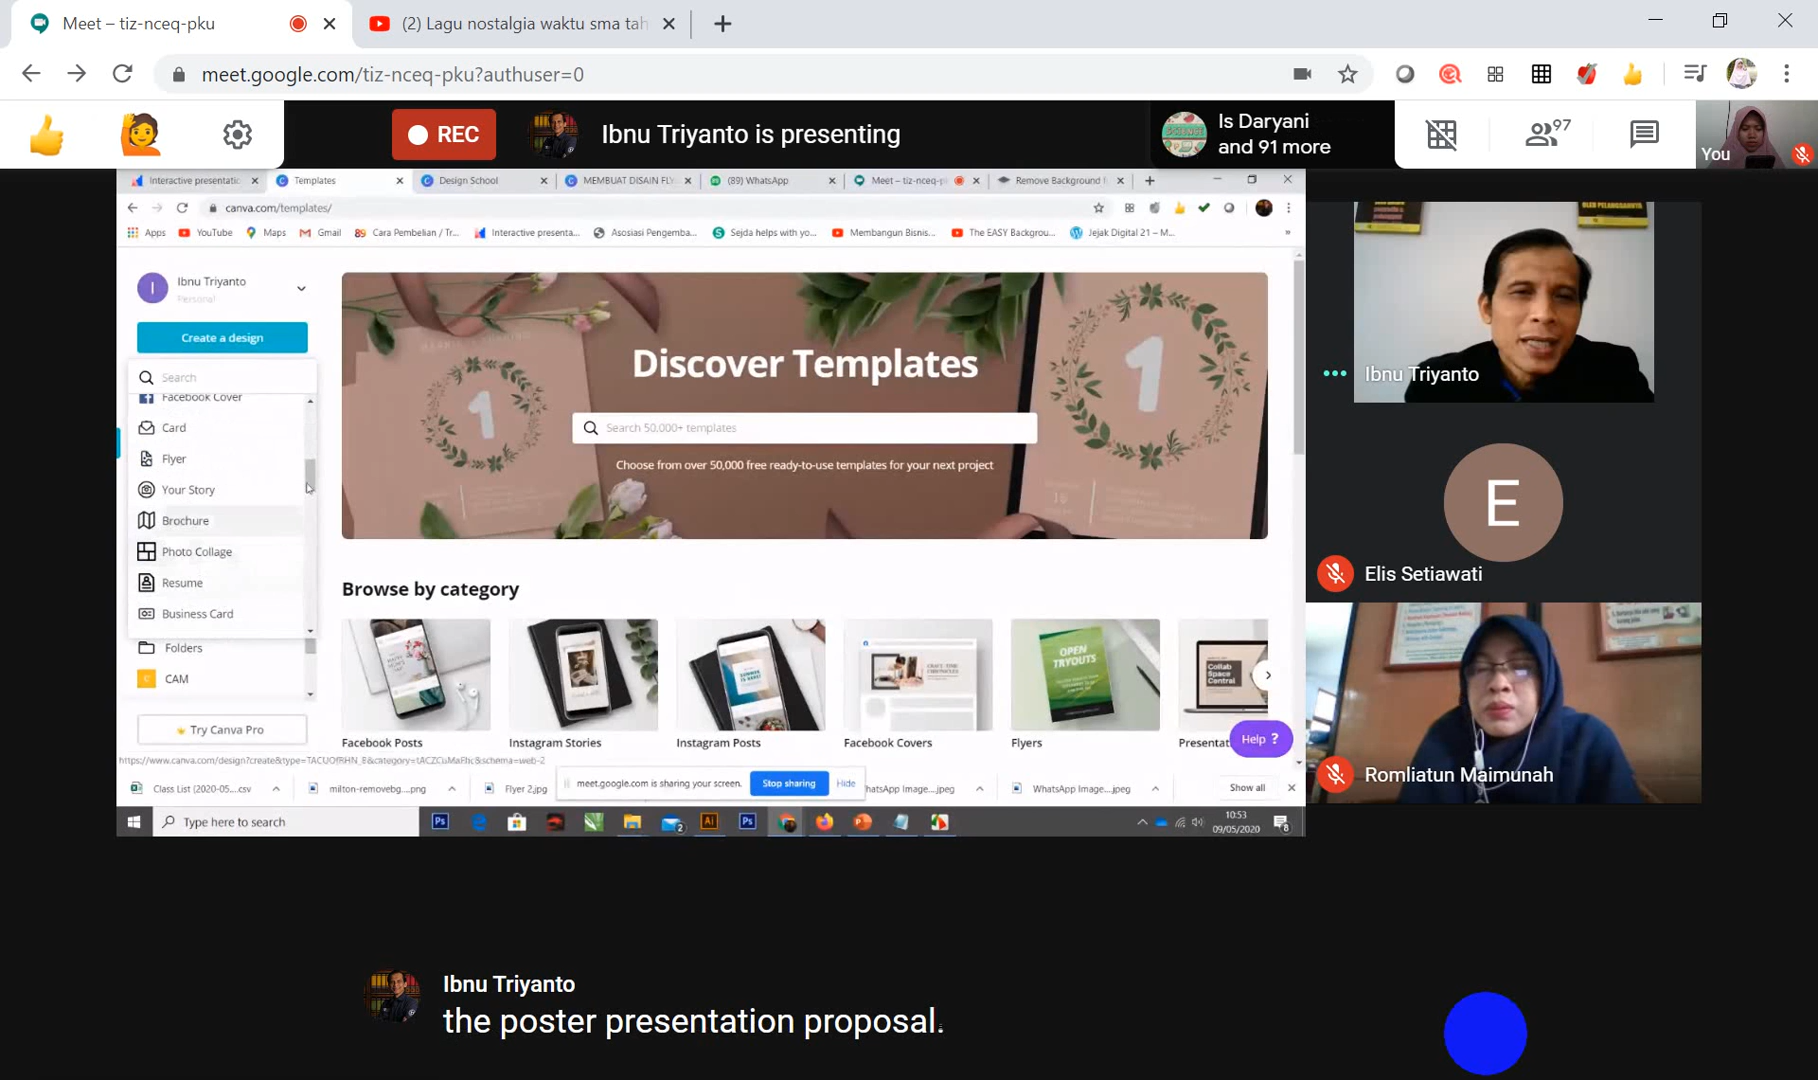 Meet – tiz-nceq-pku
(2) Lagu nostalgia waktu sma tah
meet.google.com/tiz-nceq-pku?authuser=0
REC
Ibnu Triyanto is presenting
Is Daryani
and 91 more
97
You
Interactive presentatio
Templates
Design School
MEMBUAT DISAIN FLY
(89) WhatsApp
Meet – tiz-nceq-p
Remove Background f
canva.com/templates/
Apps
YouTube
Maps
Gmail
Cara Pembelian / Tr...
Interactive presenta...
Asosiasi Pengemba...
Sejda helps with yo...
Membangun Bisnis...
The EASY Backgrou...
Jejak Digital 21 – M...
I
Ibnu Triyanto
Personal
Create a design
Search
Facebook Cover
Card
Flyer
Your Story
Brochure
Photo Collage
Resume
Business Card
Folders
CAM
Try Canva Pro
Discover Templates
Search 50,000+ templates
Choose from over 50,000 free ready-to-use templates for your next project
1
1
Browse by category
OPEN
TRYOUTS
Collab
Space
Central
Facebook Posts
Instagram Stories
Instagram Posts
Facebook Covers
Flyers
Presentat
Help ?
Class List (2020-05....csv
milton-removebg....png
Flyer 2.jpg
meet.google.com is sharing your screen.
Stop sharing
Hide
hatsApp Image....jpeg
WhatsApp Image....jpeg
Show all
Type here to search
10:53
09/05/2020
Ibnu Triyanto
E
Elis Setiawati
Romliatun Maimunah
Ibnu Triyanto
the poster presentation proposal.